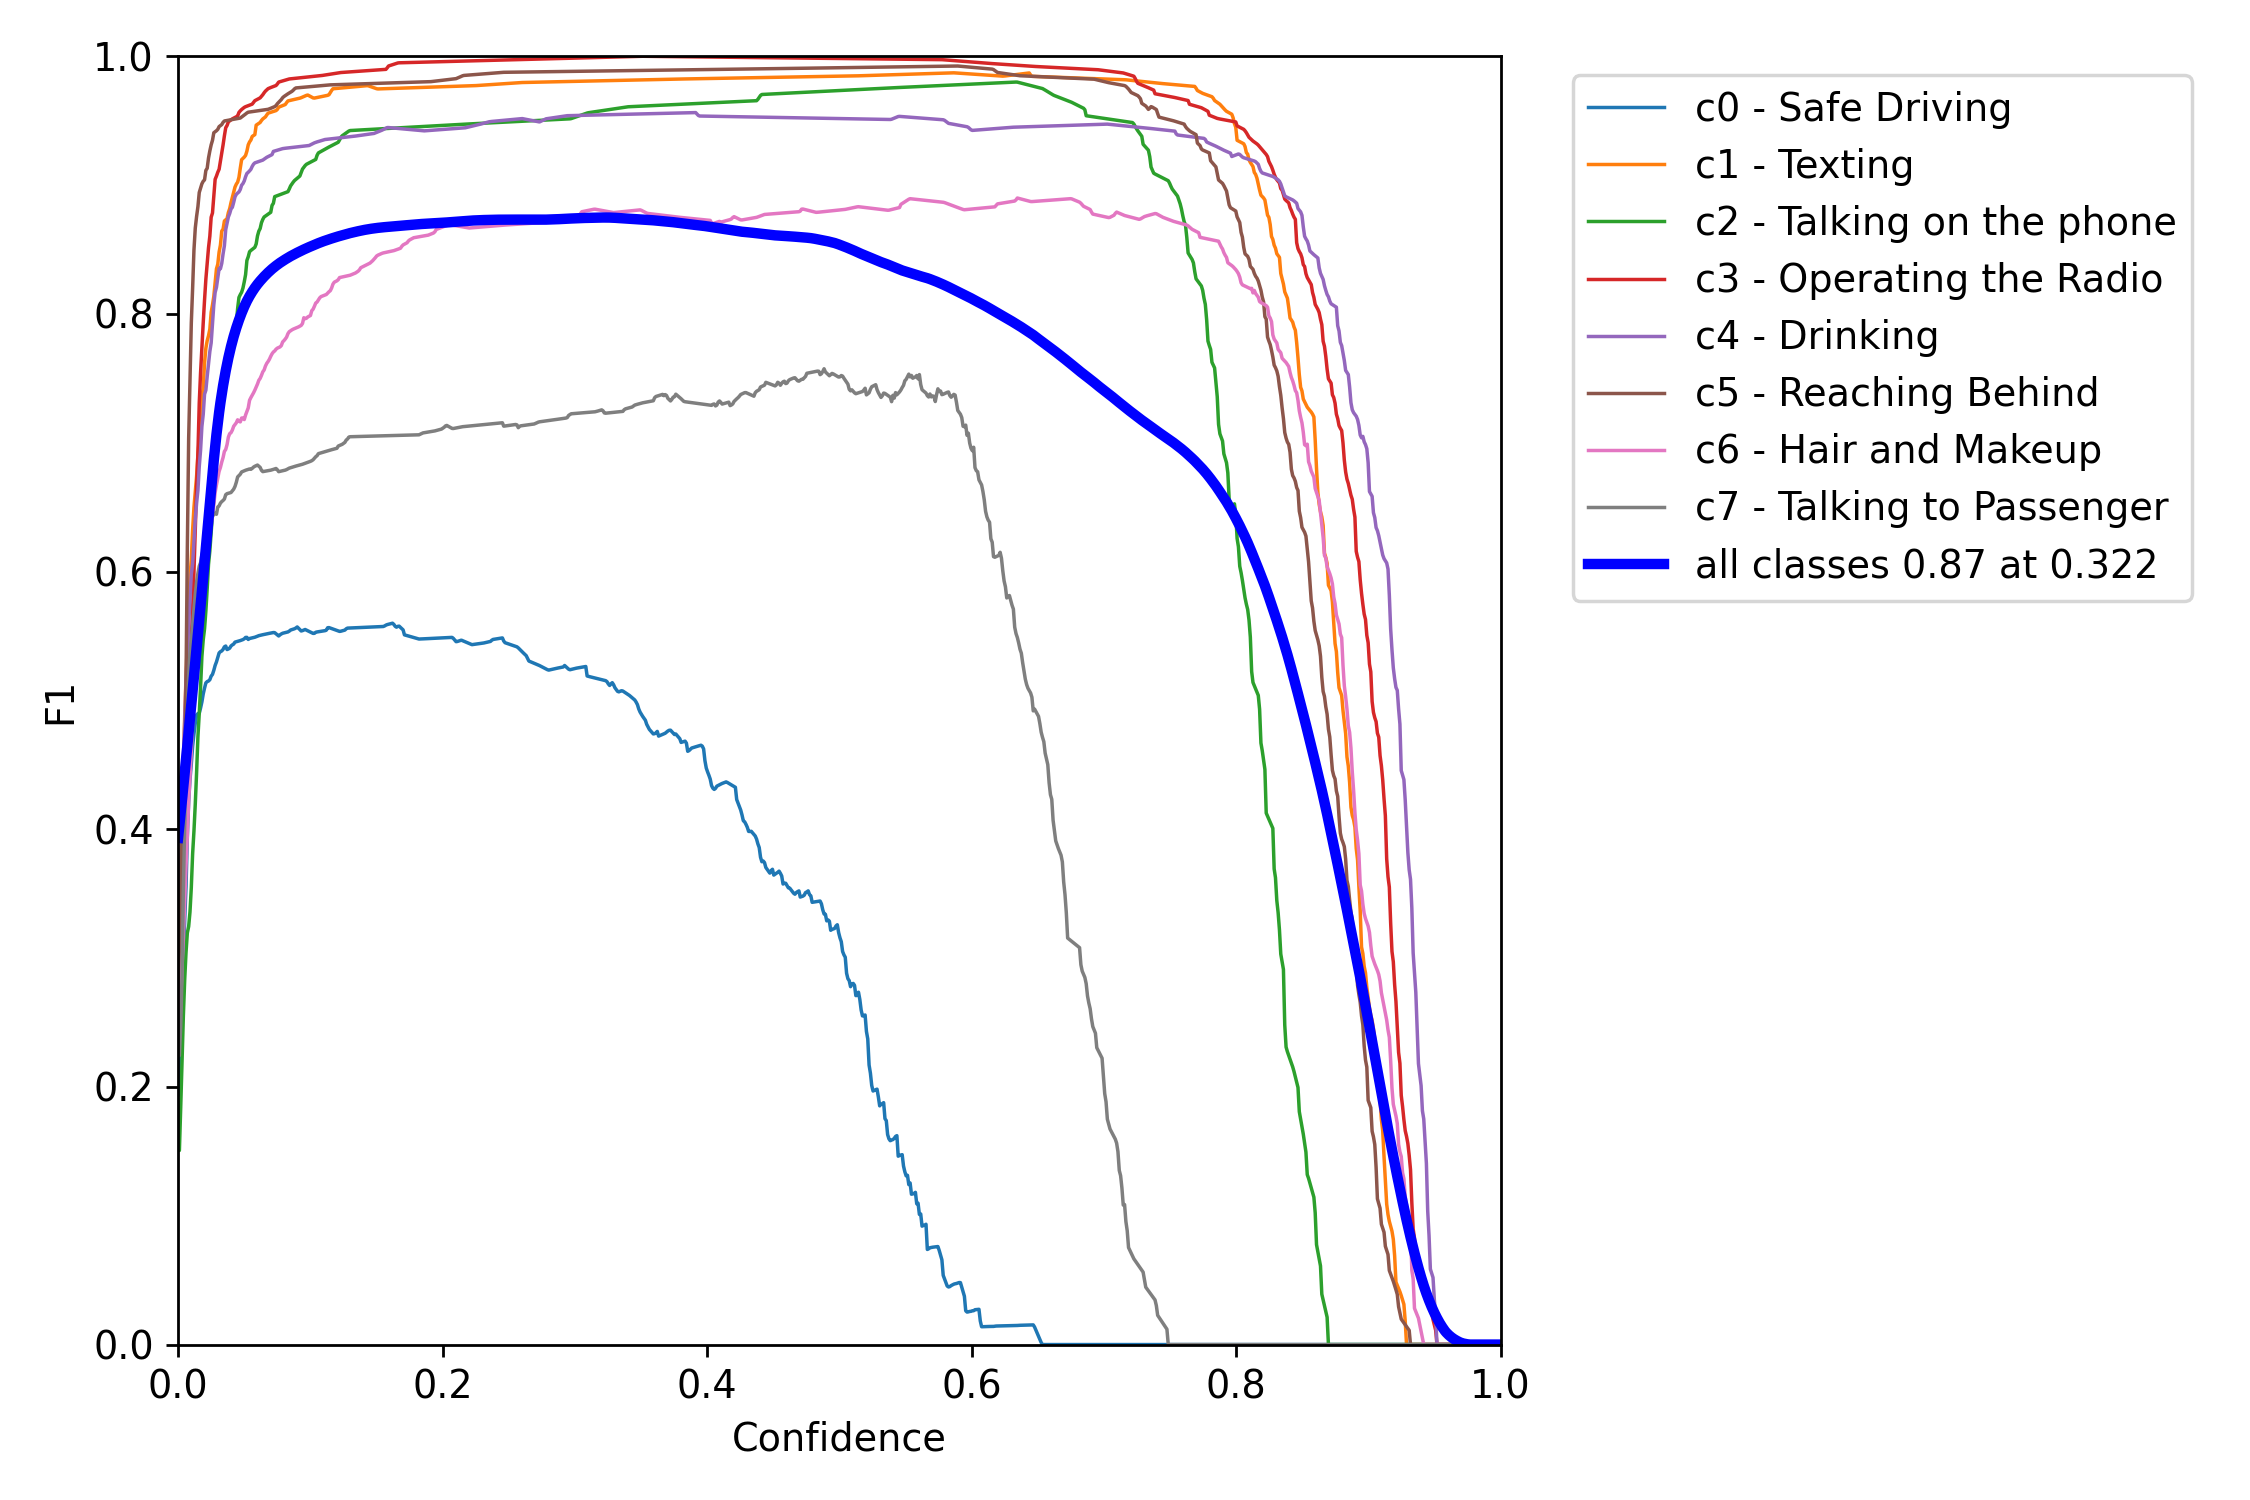 1.0
0.8
0.6
0.4
0.2
0.0
F1
0.0 0.2 0.4 0.6 0.8 1.0
Confidence
c0 - Safe Driving
c1 - Texting
c2 - Talking on the phone
c3 - Operating the Radio
c4 - Drinking
c5 - Reaching Behind
c6 - Hair and Makeup
c7 - Talking to Passenger
all classes 0.87 at 0.322